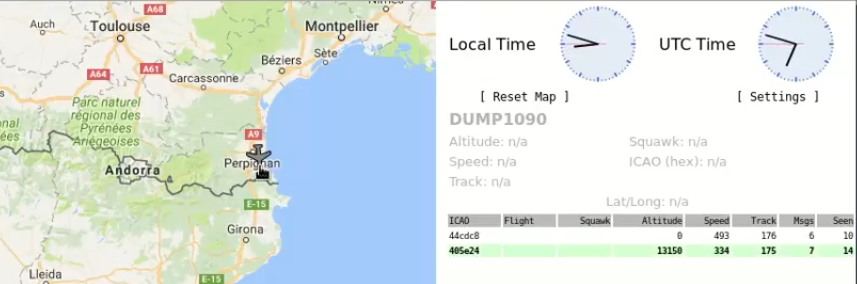 A68
Nîmes
Auch
Toulouse
Montpellier
Sète
Béziers
A64
A61
Carcassonne
Parc naturel
régional des
Pyrénées
Ariégeoises
A9
Perpignan
Andorra
E-15
Girona
Lleida
E-15
Local Time
UTC Time
[ Reset Map ]
[ Settings ]
DUMP1090
Altitude: n/a
Squawk: n/a
Speed: n/a
ICAO (hex): n/a
Track: n/a
Lat/Long: n/a
ICAO Flight Squawk Altitude Speed Track Msgs Seen
44cdc8 0 493 176 6 10
405e24 13150 334 175 7 14